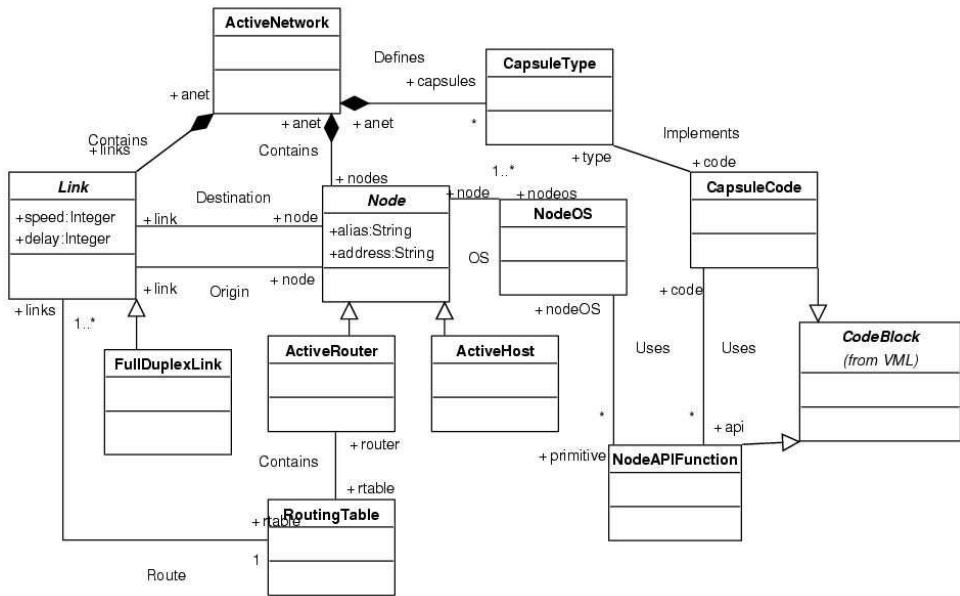 ActiveNetwork
Defines
CapsuleType
+ capsules
+ anet
*
+ anet
+ anet
Implements
Contains
+ links
Contains
+ type
+ code
+ nodes
1..*
Link
+speed:Integer
+delay:Integer
Destination
+ link
+ node
Node
+alias:String
+address:String
+ node
+ nodeos
NodeOS
CapsuleCode
OS
+ link
Origin
+ node
+ links
1..*
+ nodeOS
+ code
FullDuplexLink
ActiveRouter
ActiveHost
Uses
Uses
CodeBlock
(from VML)
*
*
+ router
+ api
Contains
+ primitive
NodeAPIFunction
+ rtable
+ rtable
RoutingTable
1
Route